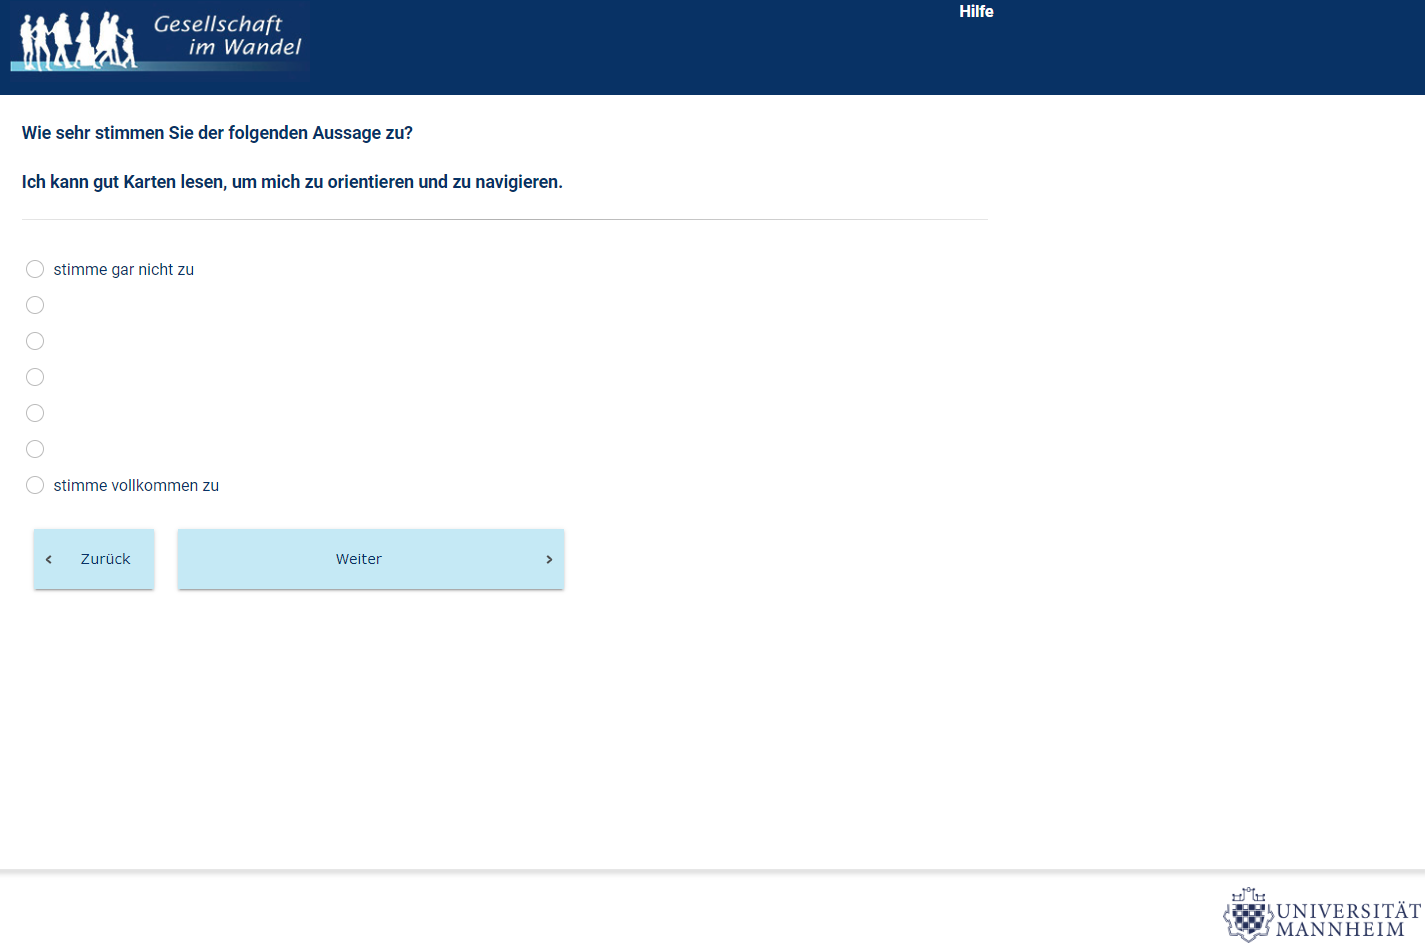 Gesellschaft
im Wandel
Hilfe
Wie sehr stimmen Sie der folgenden Aussage zu?
Ich kann gut Karten lesen, um mich zu orientieren und zu navigieren.
stimme gar nicht zu
stimme vollkommen zu
Zurück
Weiter
UNIVERSITÄT
MANNHEIM